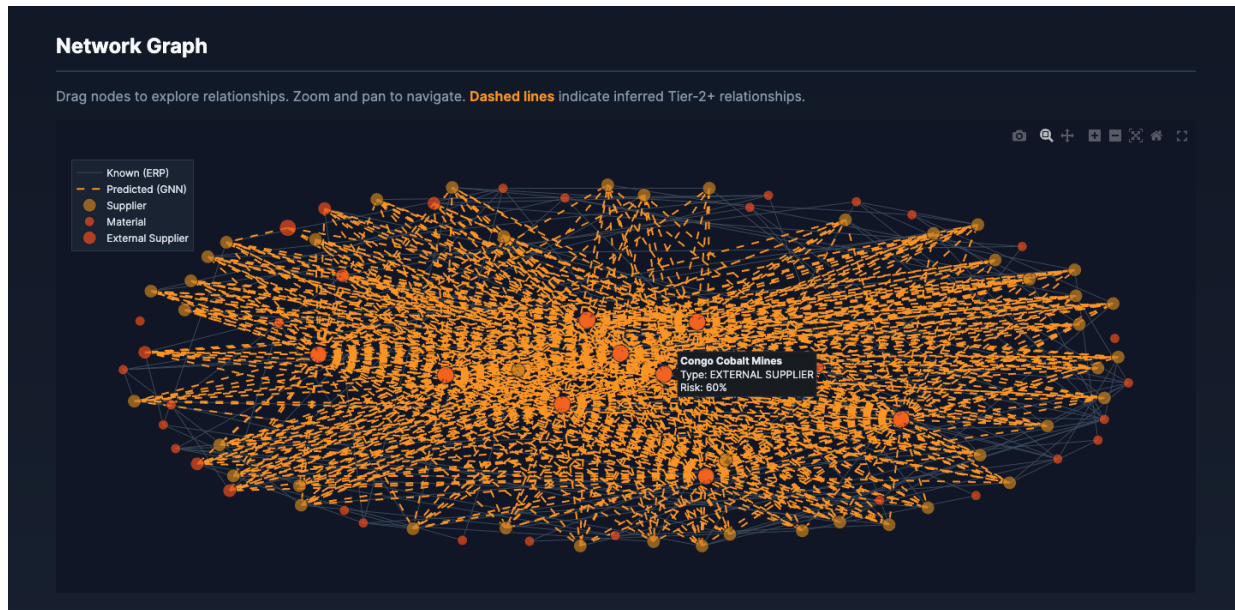 Network Graph
Drag nodes to explore relationships. Zoom and pan to navigate. Dashed lines indicate inferred Tier-2+ relationships.
Known (ERP)
Predicted (GNN)
Supplier
Material
External Supplier
Congo Cobalt Mines
Type: EXTERNAL SUPPLIER
Risk: 60%